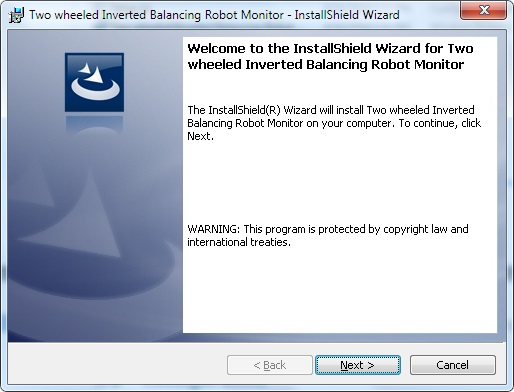 Two wheeled Inverted Balancing Robot Monitor - InstallShield Wizard
Welcome to the InstallShield Wizard for Two
wheeled Inverted Balancing Robot Monitor
The InstallShield(R) Wizard will install Two wheeled Inverted
Balancing Robot Monitor on your computer. To continue, click
Next.
WARNING: This program is protected by copyright law and
international treaties.
< Back
Next >
Cancel